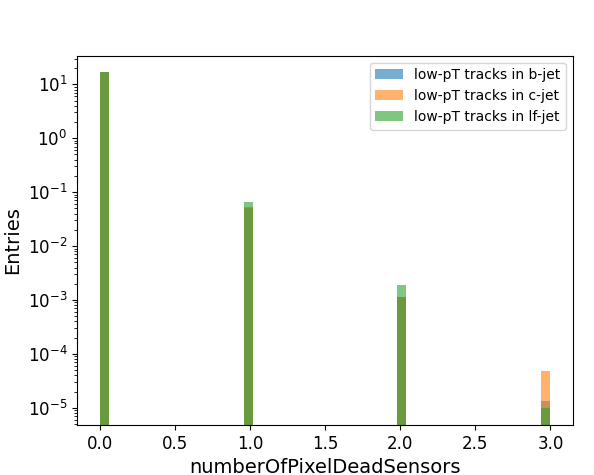 low-pT tracks in b-jet
low-pT tracks in c-jet
low-pT tracks in lf-jet
Entries
10^1
10^0
10^-1
10^-2
10^-3
10^-4
10^-5
0.0 0.5 1.0 1.5 2.0 2.5 3.0
numberOfPixelDeadSensors